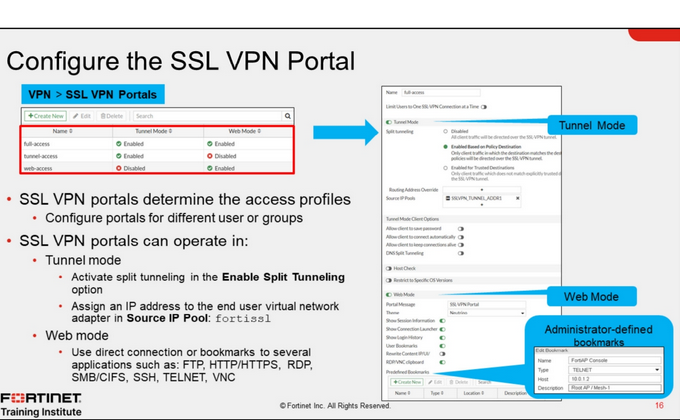 Configure the SSL VPN Portal
VPN > SSL VPN Portals
+Create New Edit Delete Search
Name Tunnel Mode Web Mode
full-access Enabled Enabled
tunnel-access Enabled Disabled
web-access Disabled Enabled
• SSL VPN portals determine the access profiles
• Configure portals for different user or groups
• SSL VPN portals can operate in:
• Tunnel mode
• Activate split tunneling in the Enable Split Tunneling
option
• Assign an IP address to the end user virtual network
adapter in Source IP Pool: fortissl
• Web mode
• Use direct connection or bookmarks to several
applications such as: FTP, HTTP/HTTPS, RDP,
SMB/CIFS, SSH, TELNET, VNC
Name full-access
Limit Users to One SSL-VPN Connection at a Time
Tunnel Mode
Split tunneling Disabled
All client traffic will be directed over the SSL-VPN tunnel.
Enabled Based on Policy Destination
Only client traffic in which the destination matches the dest
policies will be directed over the SSL-VPN tunnel.
Enabled for Trusted Destinations
Only client traffic which does not match explicitly trusted d
the SSL-VPN tunnel.
Routing Address Override
Source IP Pools SSLVPN_TUNNEL_ADDR1
Tunnel Mode Client Options
Allow client to save password
Allow client to connect automatically
Allow client to keep connections alive
DNS Split Tunneling
Host Check
Restrict to Specific OS Versions
Web Mode
Portal Message SSL-VPN Portal
Theme Neutrino
Show Session Information
Show Connection Launcher
Show Login History
User Bookmarks
Rewrite Content IP/UI/
RDP/VNC clipboard
Predefined Bookmarks
+Create New Edit Delete Search
Name Type Location Description
Tunnel Mode
Web Mode
Administrator-defined
bookmarks
Edit Bookmark
Name FortiAP Console
Type TELNET
Host 10.0.1.2
Description Root AP / Mesh-1
FORTINET
Training Institute
© Fortinet Inc. All Rights Reserved.
16